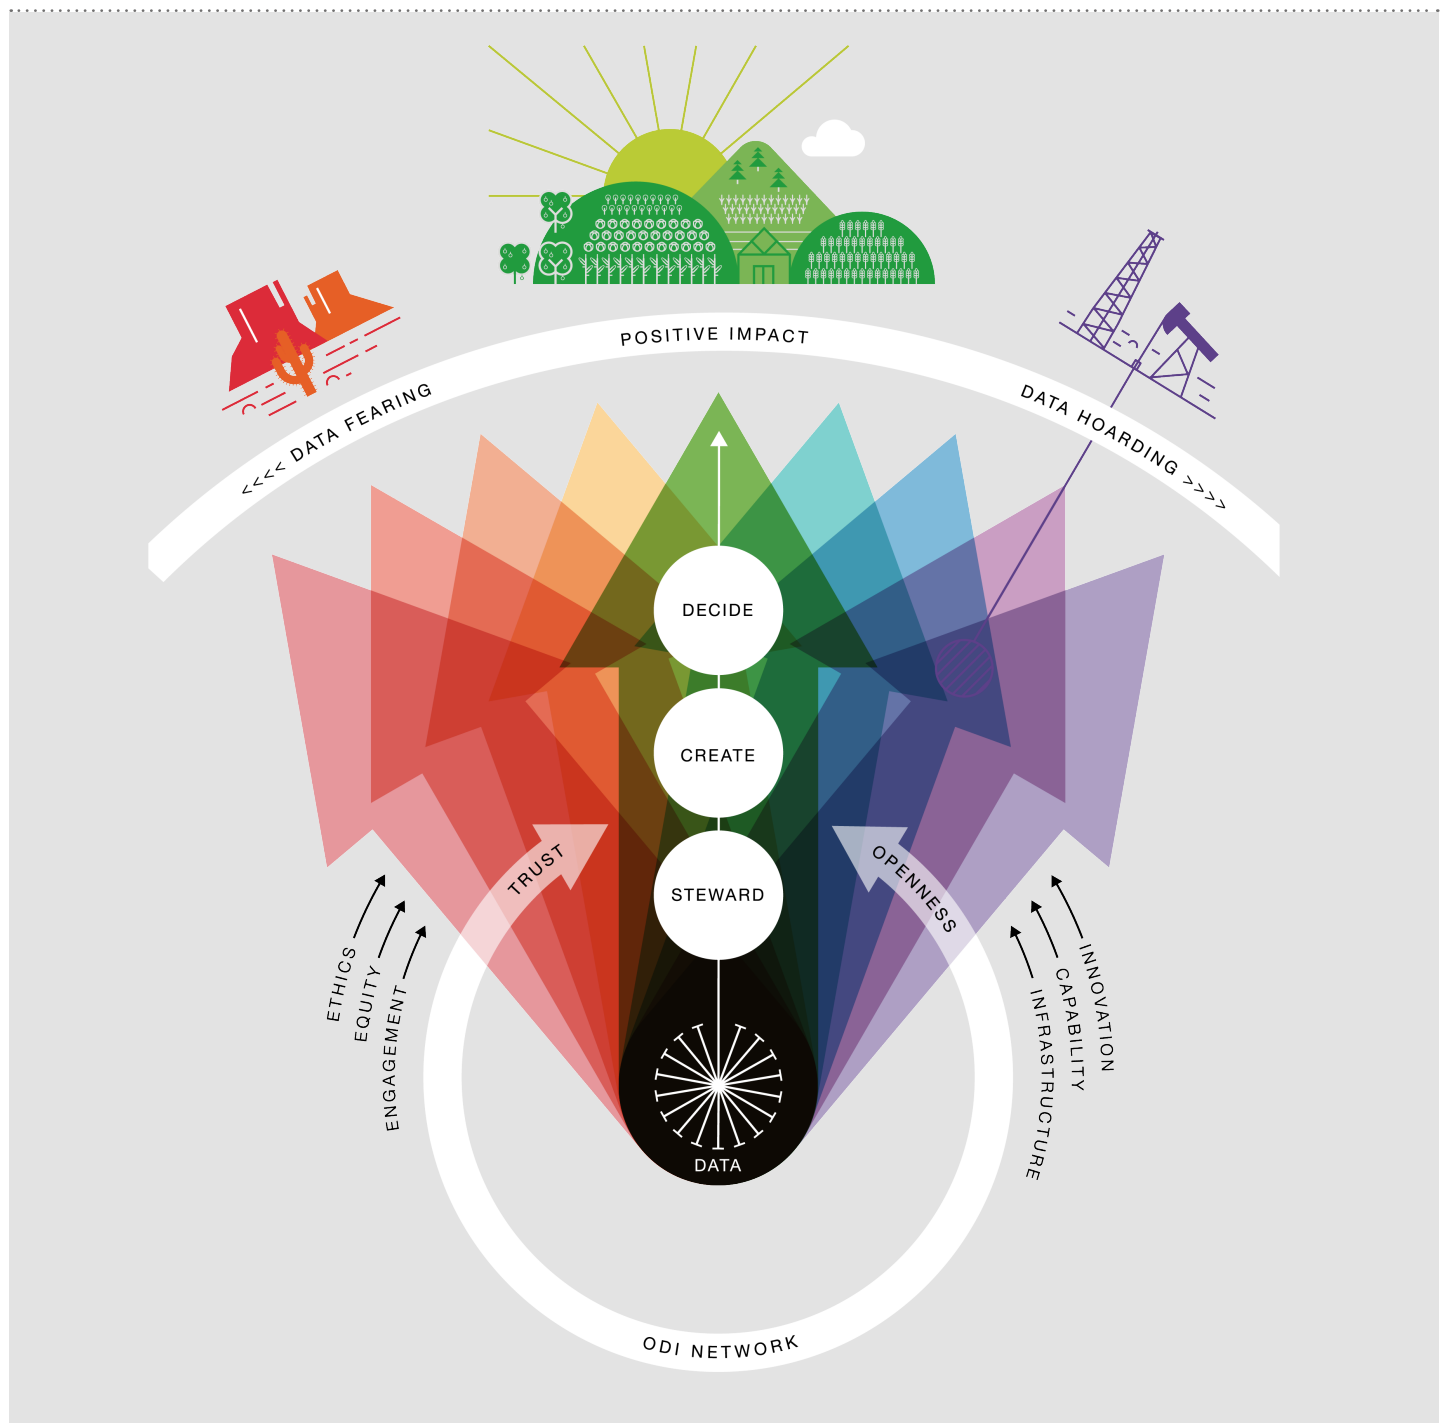 POSITIVE IMPACT
<<<< DATA FEARING
DATA HOARDING >>>>
DECIDE
CREATE
STEWARD
TRUST
OPENNESS
ETHICS
EQUITY
ENGAGEMENT
INNOVATION
CAPABILITY
INFRASTRUCTURE
DATA
ODI NETWORK